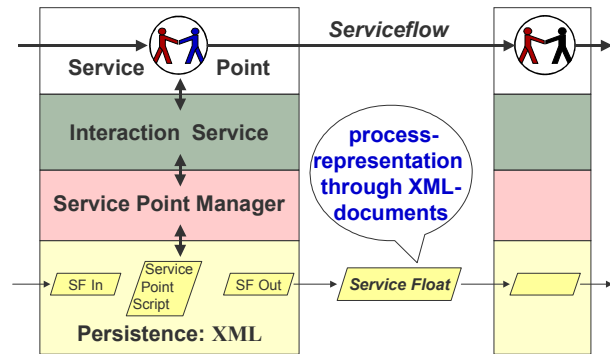 Serviceflow
Service Point
Interaction Service
process-
representation
through XML-
documents
Service Point Manager
SF In
Service
Point
Script
SF Out
Service Float
Persistence: XML